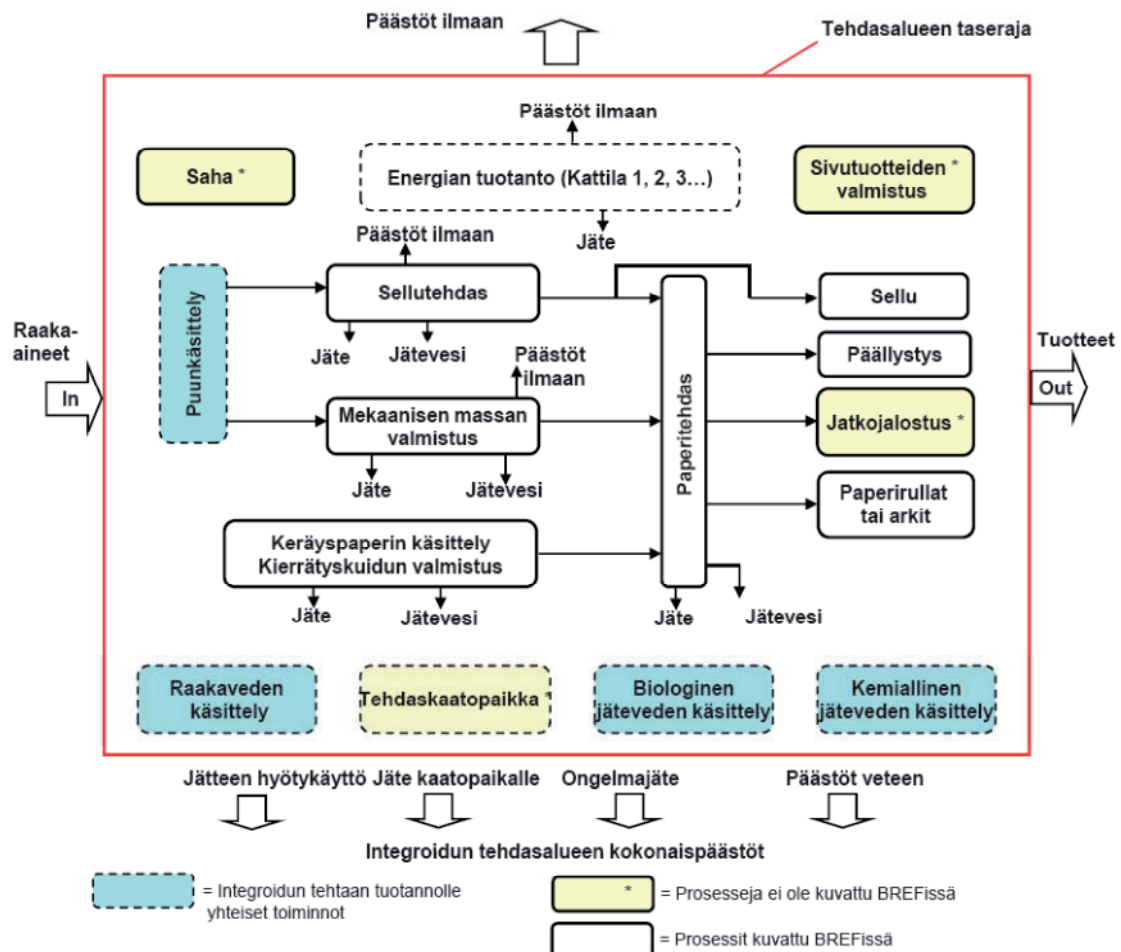 Päästöt ilmaan
Tehdasalueen taseraja
Päästöt ilmaan
Saha *
Energian tuotanto (Kattila 1, 2, 3…)
Sivutuotteiden *
valmistus
Jäte
Päästöt ilmaan
Puunkäsittely
Sellutehdas
Jäte
Jätevesi
Sellu
Raaka-
aineet
In
Päällystys
Tuotteet
Out
Päästöt
ilmaan
Mekaanisen massan
valmistus
Jäte
Jätevesi
Paperitehdas
Jatkojalostus *
Paperirullat
tai arkit
Keräyspaperin käsittely
Kierrätyskuidun valmistus
Jäte
Jätevesi
Jäte
Jätevesi
Raakaveden
käsittely
Tehdaskaatopaikka *
Biologinen
jäteveden käsittely
Kemiallinen
jäteveden käsittely
Jätteen hyötykäyttö
Jäte kaatopaikalle
Ongelmajäte
Päästöt veteen
Integroidun tehdasalueen kokonaispäästöt
= Integroidun tehtaan tuotannolle
yhteiset toiminnot
* = Prosesseja ei ole kuvattu BREFissä
= Prosessit kuvattu BREFissä